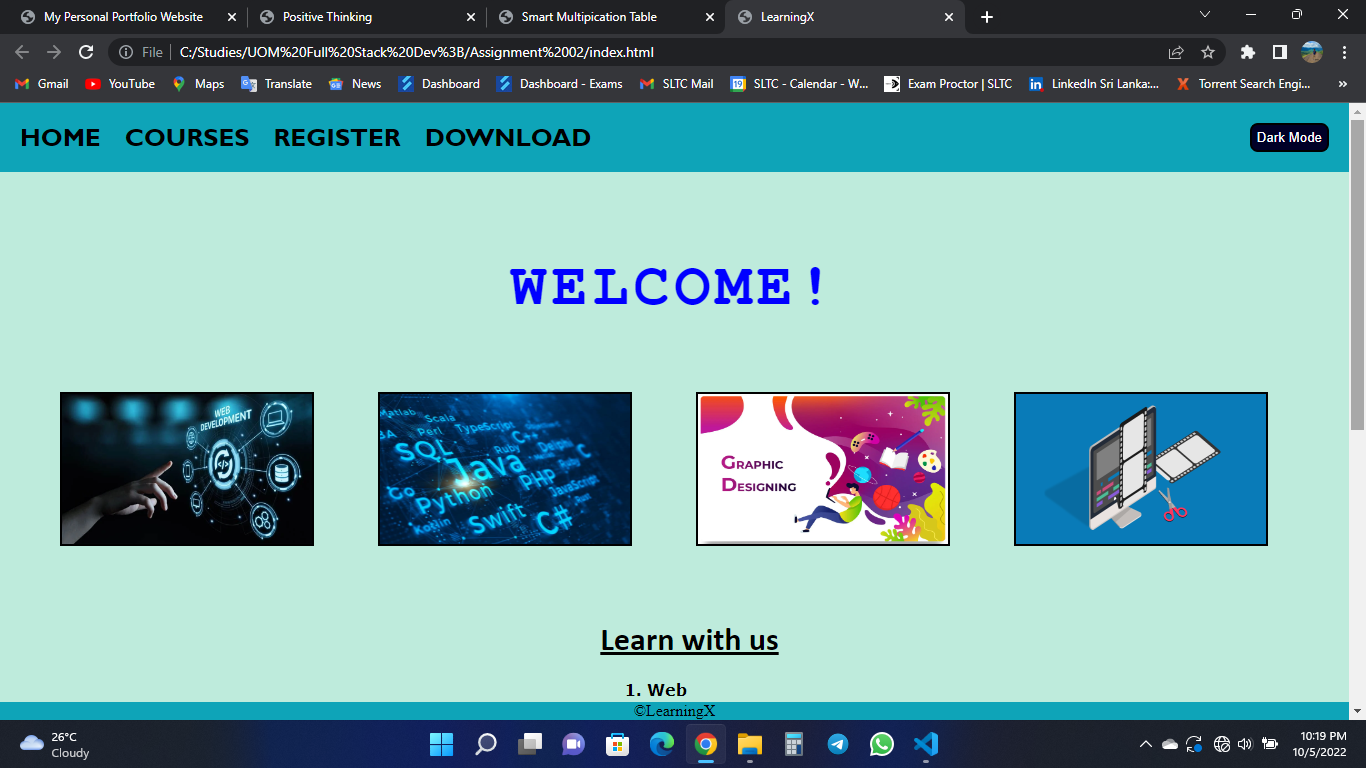 My Personal Portfolio Website
Positive Thinking
Smart Multipication Table
LearningX
File
C:/Studies/UOM%20Full%20Stack%20Dev%3B/Assignment%2002/index.html
Gmail
YouTube
Maps
Translate
News
Dashboard
Dashboard - Exams
SLTC Mail
SLTC - Calendar - W...
Exam Proctor | SLTC
LinkedIn Sri Lanka:...
Torrent Search Engi...
HOME
COURSES
REGISTER
DOWNLOAD
Dark Mode
WELCOME!
WEB
DEVELOPMENT
Matlab
Scala
Perl
TypeScript
C++
SQL
Ruby
Delphi
Java
C
Go
Python
PHP
JavaScript
Kotlin
Swift
C#
GRAPHIC
DESIGNING
Learn with us
1. Web
©LearningX
26°C
Cloudy
10:19 PM
10/5/2022